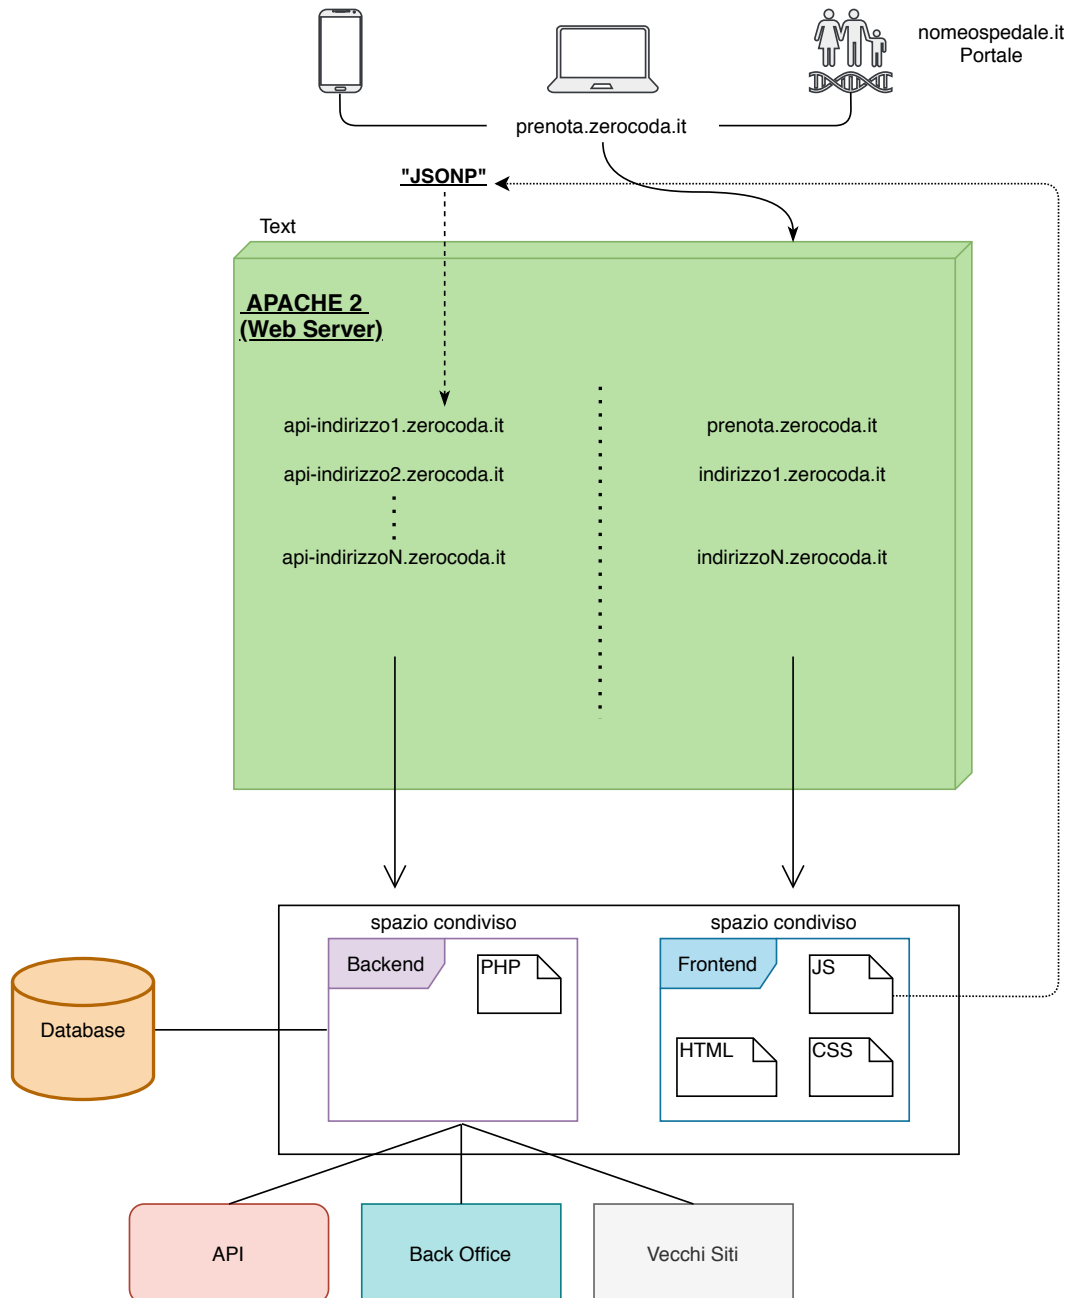 nomeospedale.it
Portale
prenota.zerocoda.it
"JSONP"
Text
APACHE 2
(Web Server)
api-indirizzo1.zerocoda.it
prenota.zerocoda.it
api-indirizzo2.zerocoda.it
indirizzo1.zerocoda.it
api-indirizzoN.zerocoda.it
indirizzoN.zerocoda.it
spazio condiviso
spazio condiviso
Backend
PHP
Frontend
JS
Database
HTML
CSS
API
Back Office
Vecchi Siti